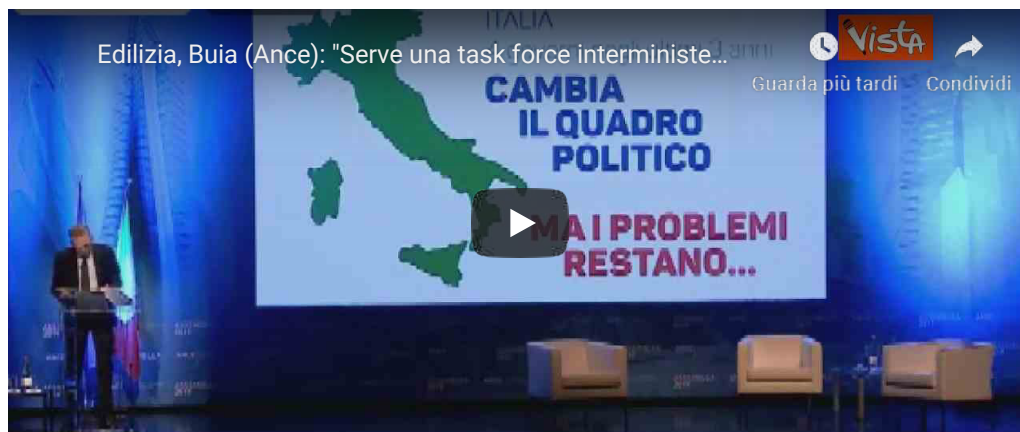 ITALIA
Edilizia, Buia (Ance): "Serve una task force interministe...
anni
VISTA
Guarda più tardi
Condividi
CAMBIA
IL QUADRO
POLITICO
MA I PROBLEMI
RESTANO...